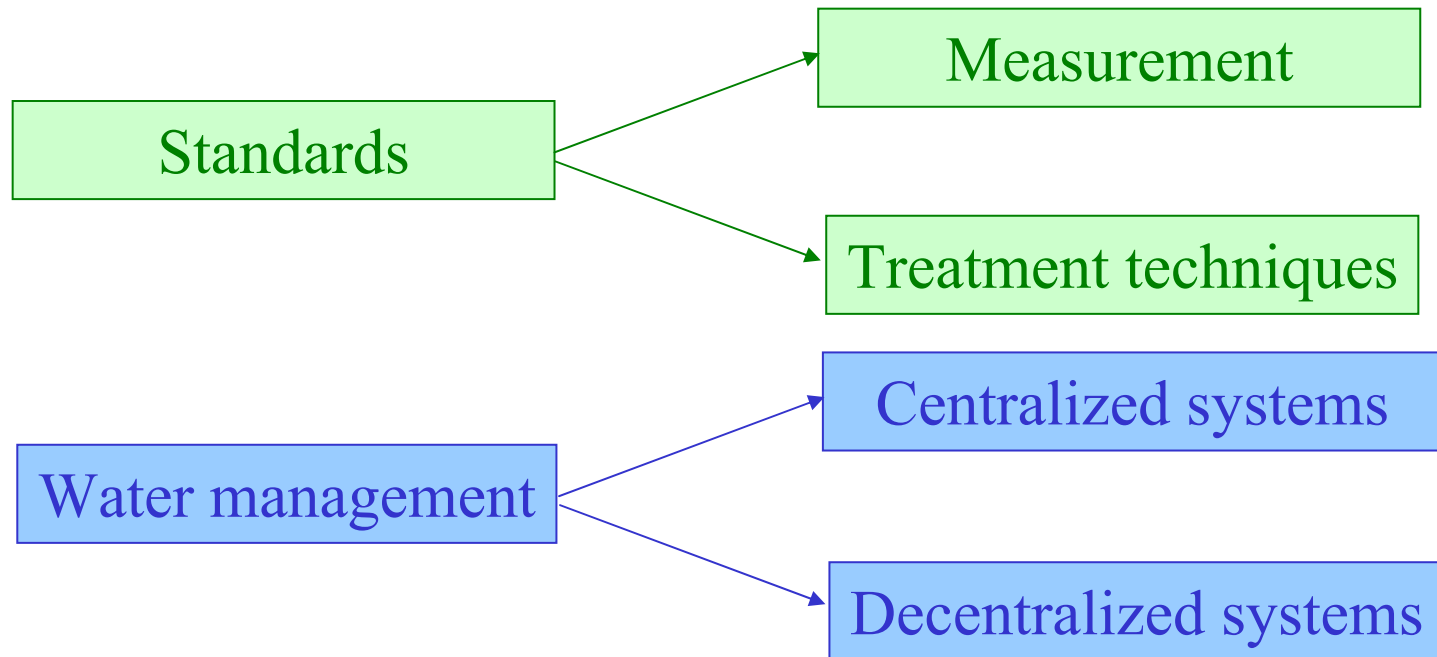 Standards
Measurement
Treatment techniques
Water management
Centralized systems
Decentralized systems